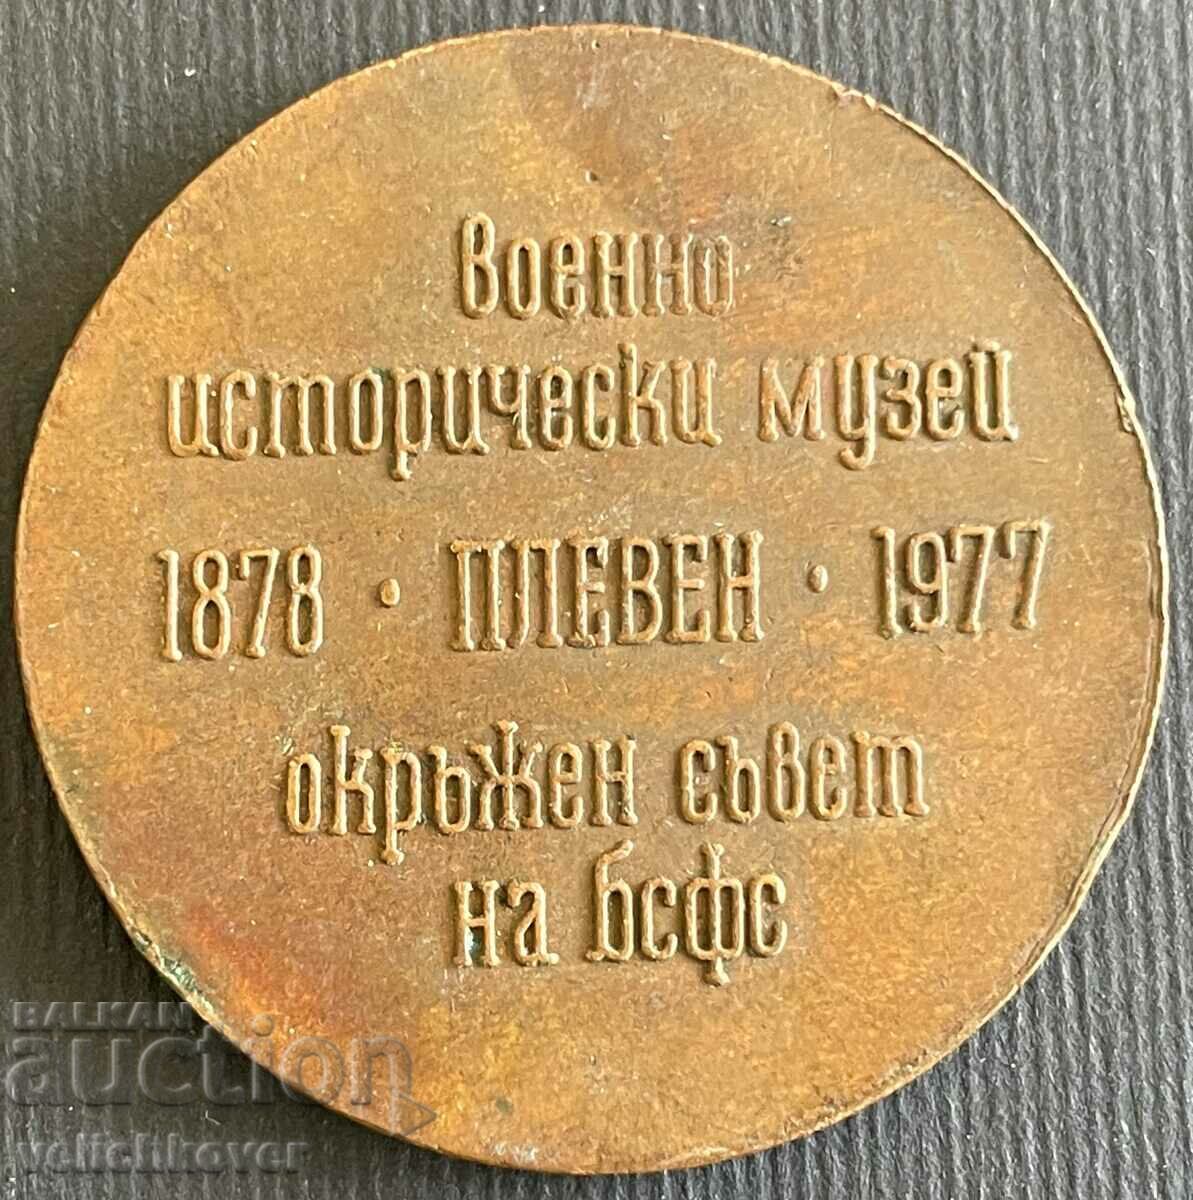 военно
исторически музей
1878 · ПЛЕВЕН · 1977
окръжен съвет
на бсфс
BALKAN
auction
velichkover